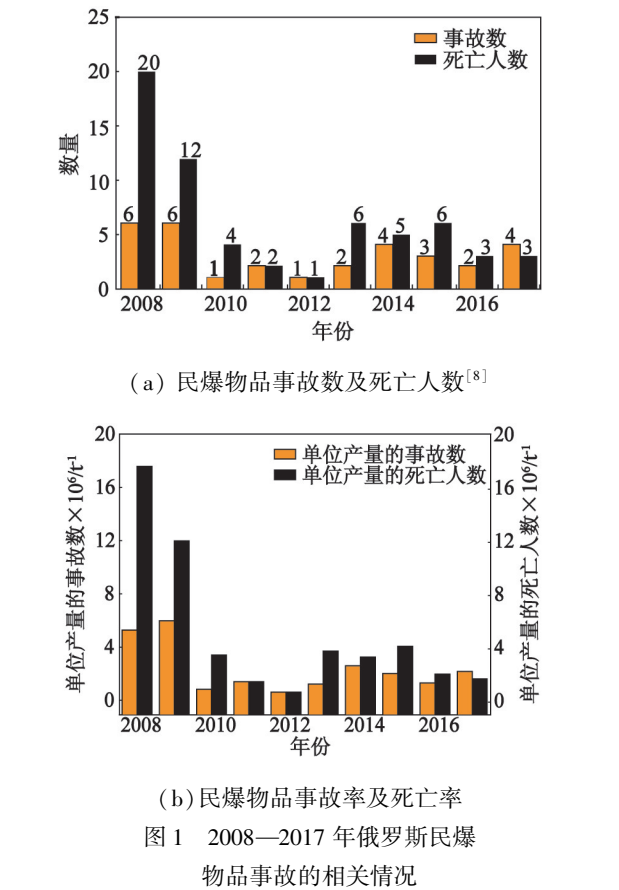 25
20
15
10
5
0
数量
事故数
死亡人数
6 20 6 12 1 4 2 2 1 1 2 6 4 5 3 6 2 3 4 3
2008 2010 2012 2014 2016
年份
(a) 民爆物品事故数及死亡人数[8]
20
16
12
8
4
0
单位产量的事故数×10⁶/t⁻¹
单位产量的事故数
单位产量的死亡人数
20
16
12
8
4
0
单位产量的死亡人数×10⁶/t⁻¹
2008 2010 2012 2014 2016
年份
(b)民爆物品事故率及死亡率
图1 2008—2017 年俄罗斯民爆
物品事故的相关情况